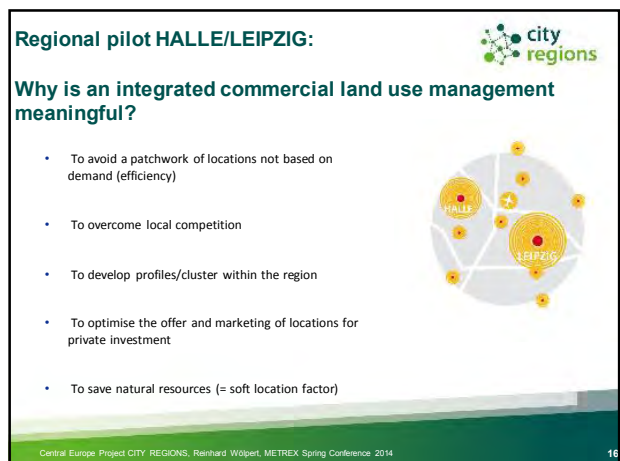 Regional pilot HALLE/LEIPZIG:
city
regions
Why is an integrated commercial land use management
meaningful?
• To avoid a patchwork of locations not based on
demand (efficiency)
• To overcome local competition
• To develop profiles/cluster within the region
• To optimise the offer and marketing of locations for
private investment
• To save natural resources (= soft location factor)
HALLE
LEIPZIG
Central Europe Project CITY REGIONS, Reinhard Wölpert, METREX Spring Conference 2014
16